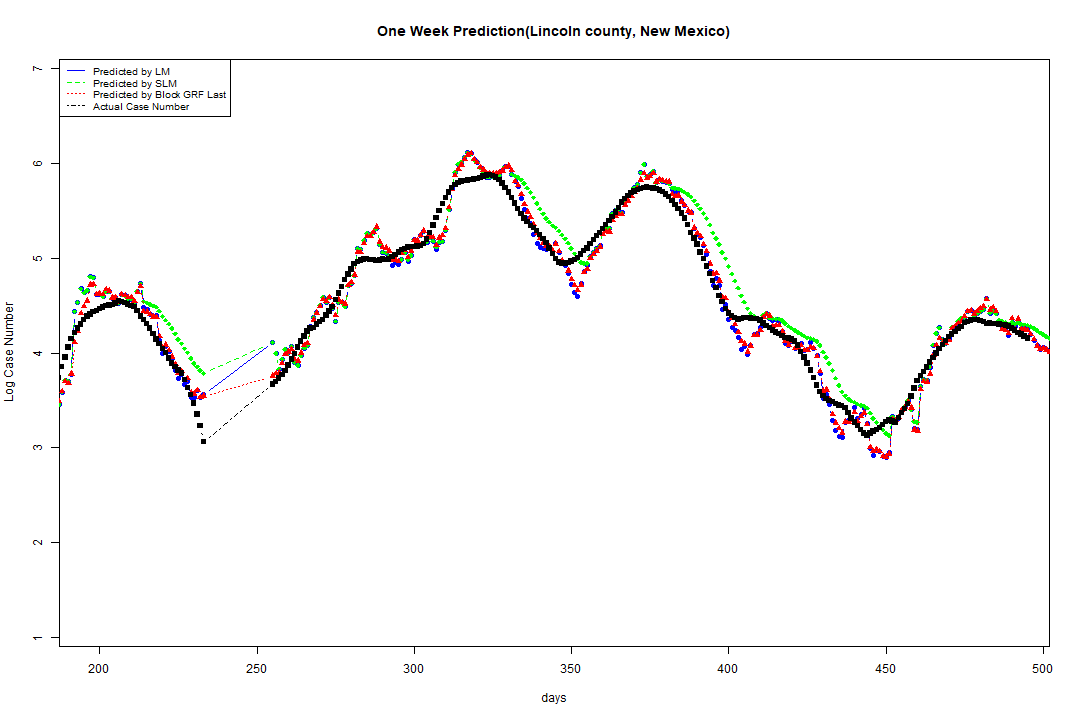 One Week Prediction(Lincoln county, New Mexico)
Predicted by LM
Predicted by SLM
Predicted by Block GRF Last
Actual Case Number
7
6
5
4
3
2
1
Log Case Number
200 250 300 350 400 450 500
days